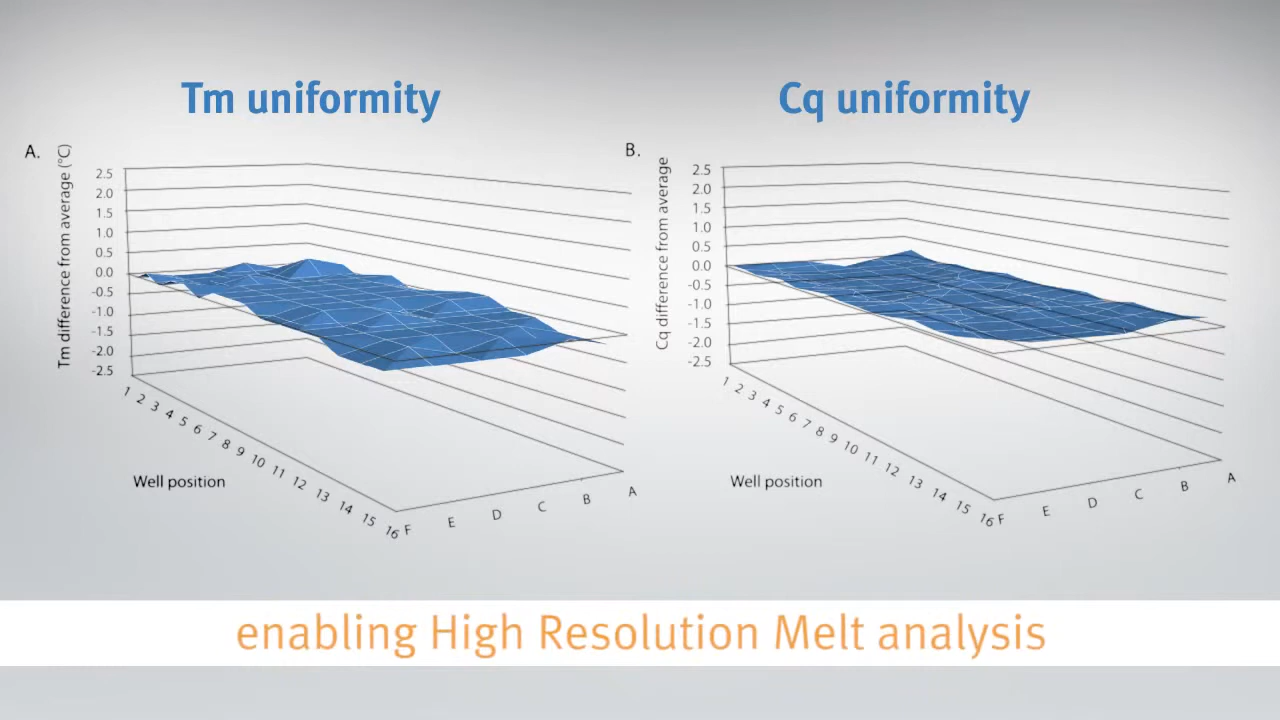 Tm uniformity
Cq uniformity
A.
Tm difference from average (°C)
2.5
2.0
1.5
1.0
0.5
0.0
-0.5
-1.0
-1.5
-2.0
-2.5
1 2 3 4 5 6 7 8 9 10 11 12 13 14 15 16
F E D C B A
Well position
B.
Cq difference from average
2.5
2.0
1.5
1.0
0.5
0.0
-0.5
-1.0
-1.5
-2.0
-2.5
1 2 3 4 5 6 7 8 9 10 11 12 13 14 15 16
F E D C B A
Well position
enabling High Resolution Melt analysis